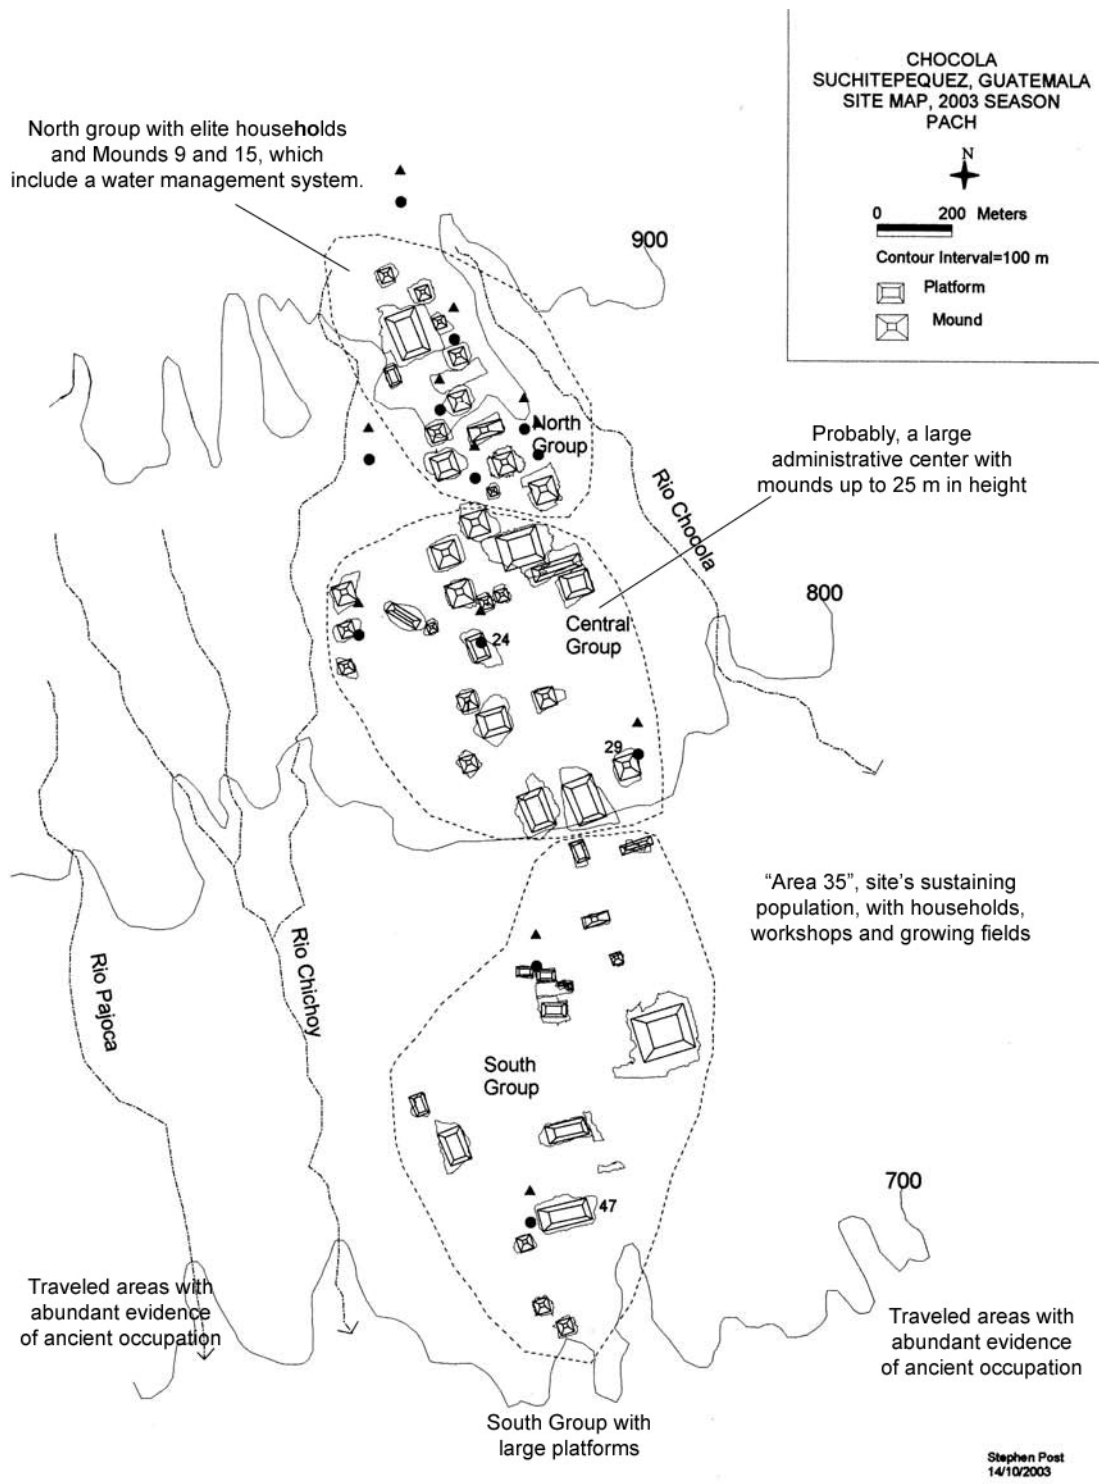 CHOCOLA
SUCHITEPEQUEZ, GUATEMALA
SITE MAP, 2003 SEASON
PACH
N
0 200 Meters
Contour Interval=100 m
Platform
Mound
North group with elite households
and Mounds 9 and 15, which
include a water management system.
900
North
Group
Probably, a large
administrative center with
mounds up to 25 m in height
Rio Chocola
800
Central
Group
24
29
"Area 35", site's sustaining
population, with households,
workshops and growing fields
Rio Pajoca
Rio Chichoy
South
Group
700
47
Traveled areas with
abundant evidence
of ancient occupation
Traveled areas with
abundant evidence
of ancient occupation
South Group with
large platforms
Stephen Post
14/10/2003